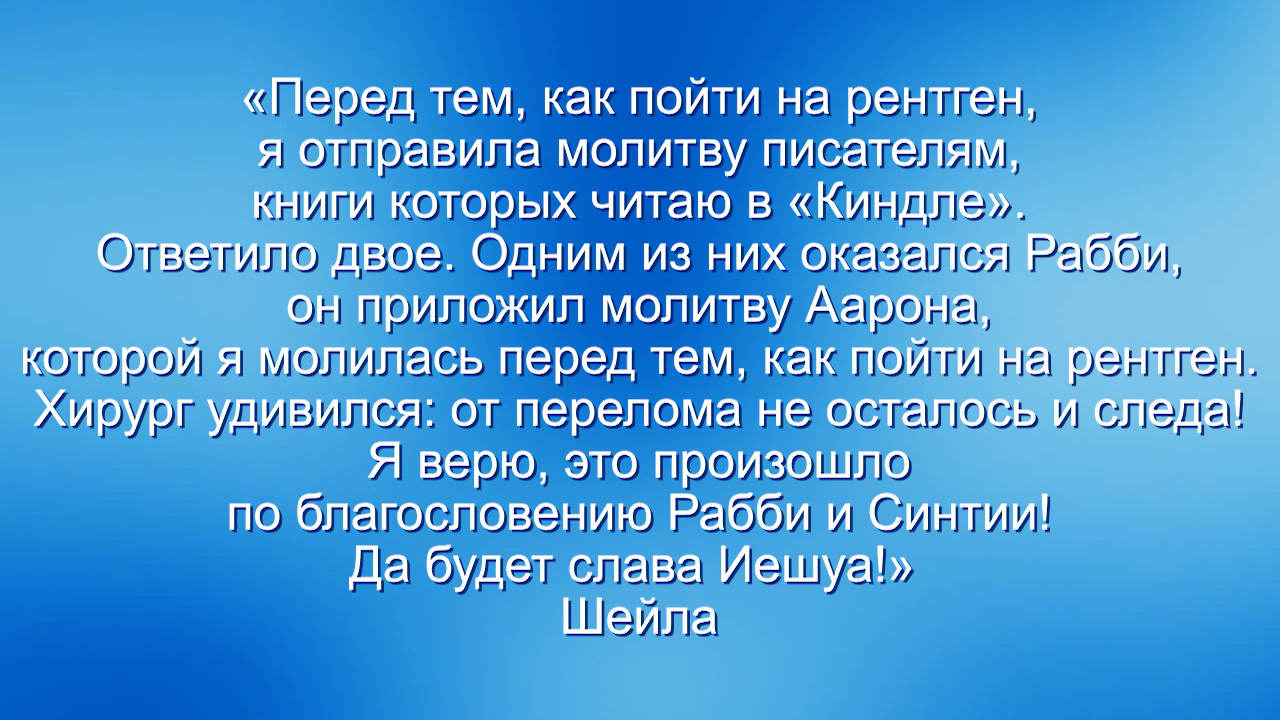 «Перед тем, как пойти на рентген,
я отправила молитву писателям,
книги которых читаю в «Киндле».
Ответило двое. Одним из них оказался Рабби,
он приложил молитву Аарона,
которой я молилась перед тем, как пойти на рентген.
Хирург удивился: от перелома не осталось и следа!
Я верю, это произошло
по благословению Рабби и Синтии!
Да будет слава Иешуа!»
Шейла